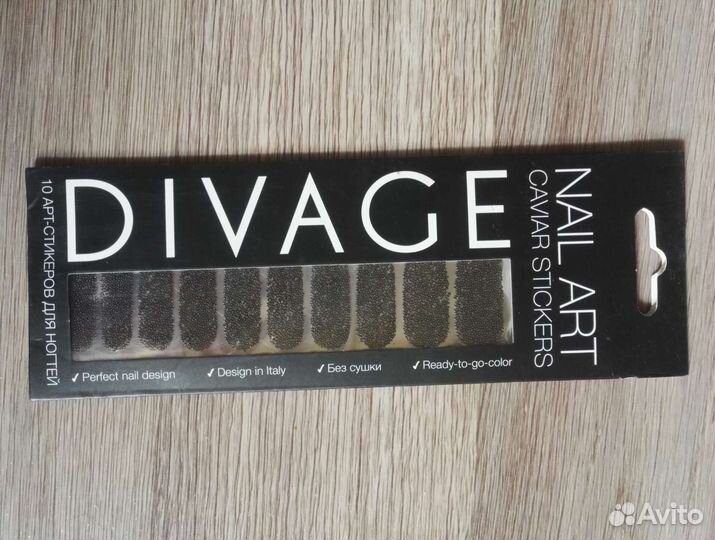 10 АРТ-СТИКЕРОВ ДЛЯ НОГТЕЙ
DIVAGE
NAIL ART
CAVIAR STICKERS
✓ Perfect nail design
✓ Design in Italy
✓ Без сушки
✓ Ready-to-go-color
Avito